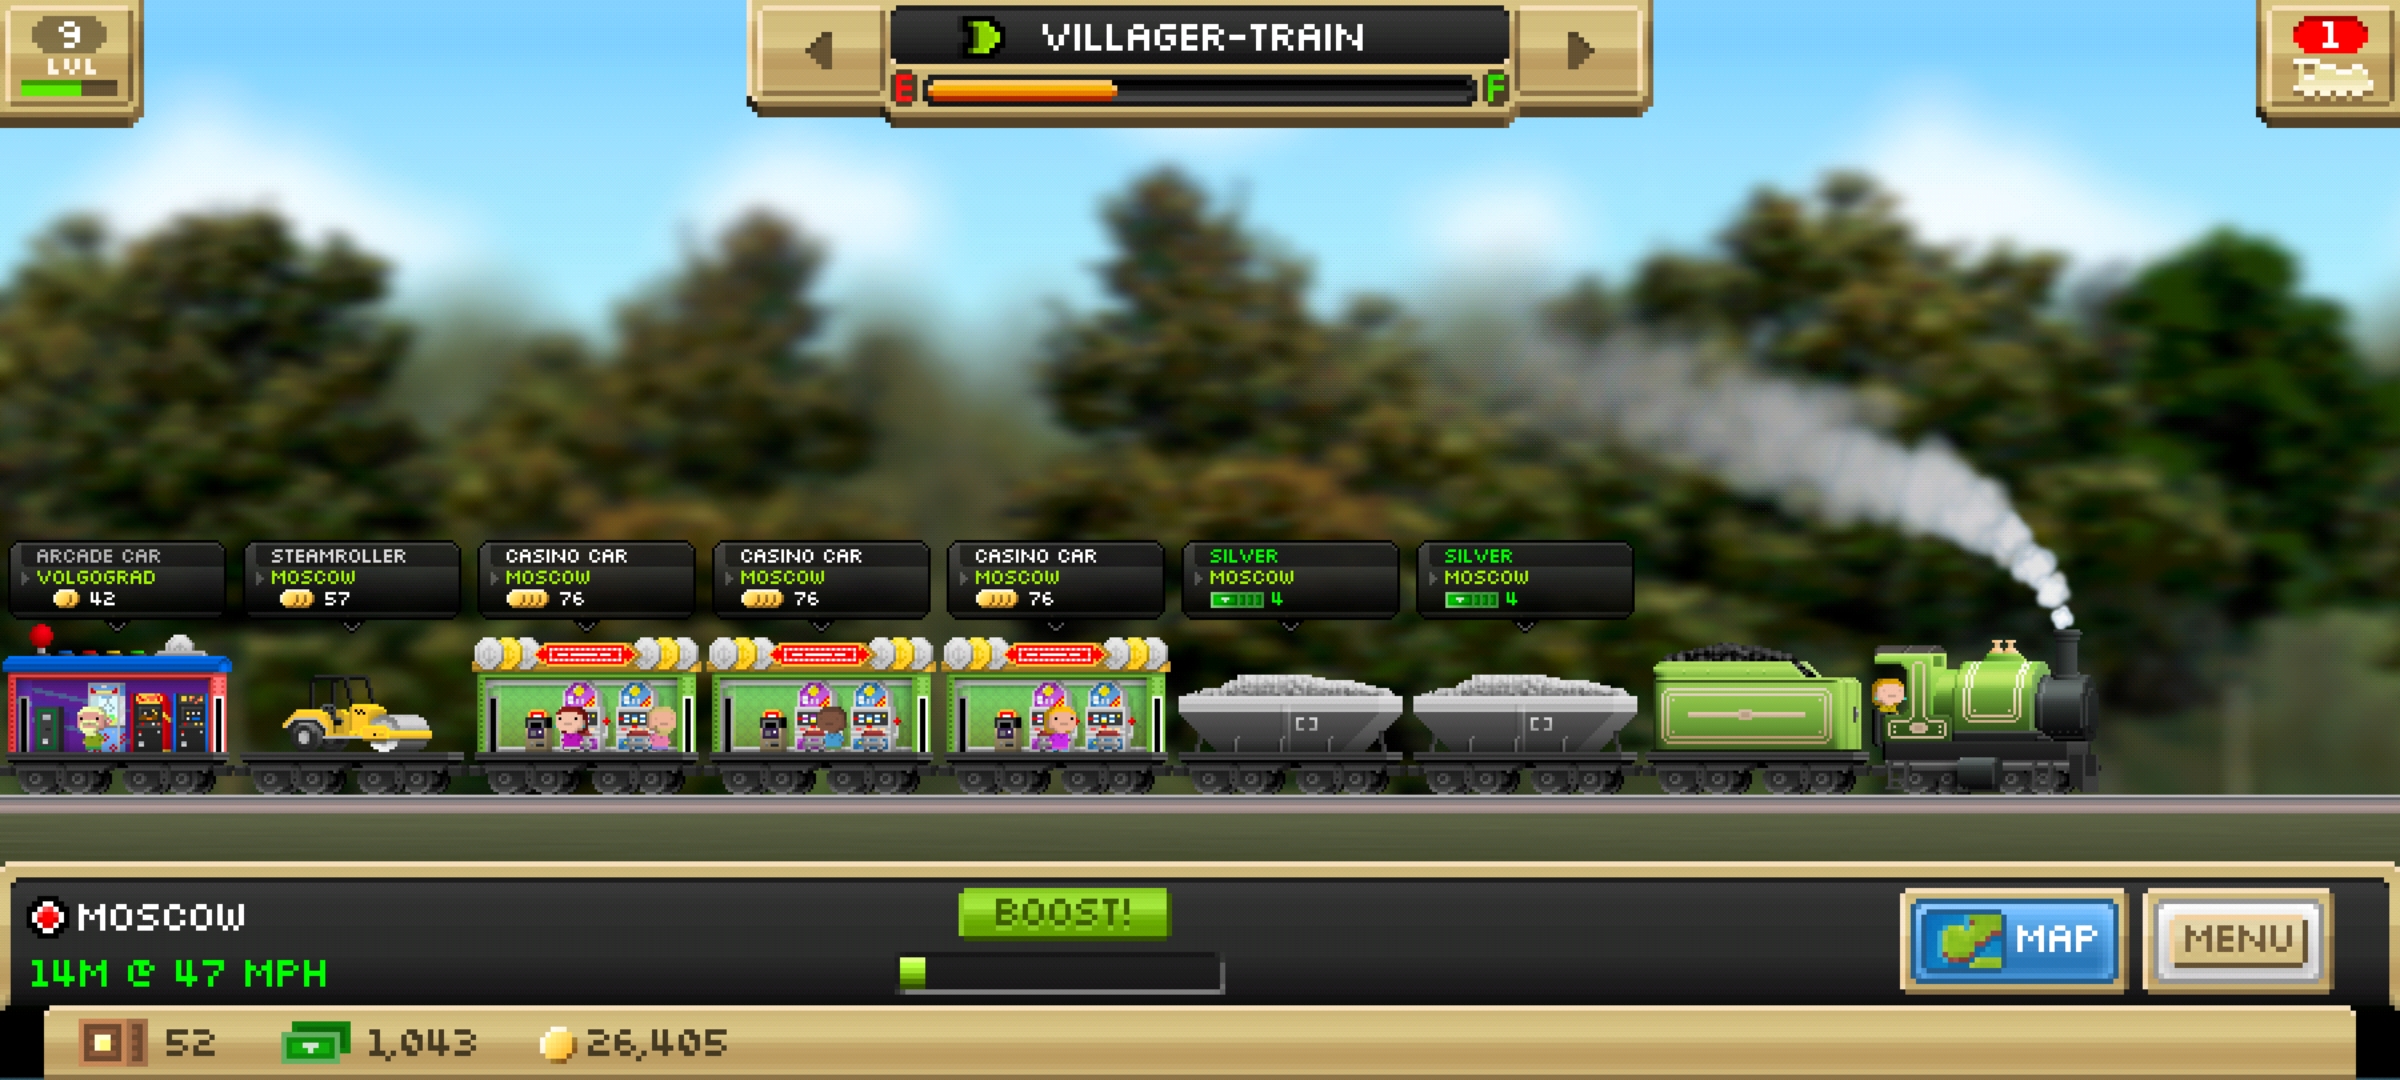 9
LVL
VILLAGER-TRAIN
E
F
1
ARCADE CAR
VOLGOGRAD
42
STEAMROLLER
MOSCOW
57
CASINO CAR
MOSCOW
76
CASINO CAR
MOSCOW
76
CASINO CAR
MOSCOW
76
SILVER
MOSCOW
4
SILVER
MOSCOW
4
MOSCOW
14M @ 47 MPH
BOOST!
MAP
MENU
52
1,043
26,405